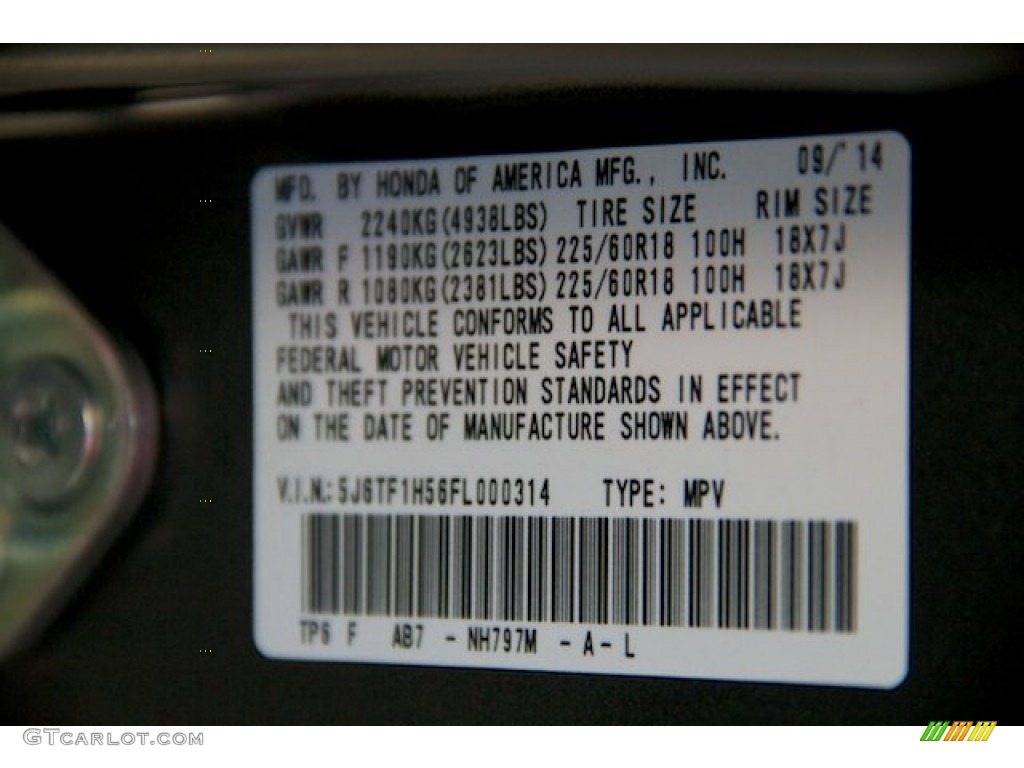 MFD. BY HONDA OF AMERICA MFG., INC. 09/14
GVWR 2240KG(4938LBS) TIRE SIZE RIM SIZE
GAWR F 1190KG(2623LBS) 225/60R18 100H 18X7J
GAWR R 1080KG(2381LBS) 225/60R18 100H 18X7J
THIS VEHICLE CONFORMS TO ALL APPLICABLE
FEDERAL MOTOR VEHICLE SAFETY
AND THEFT PREVENTION STANDARDS IN EFFECT
ON THE DATE OF MANUFACTURE SHOWN ABOVE.
V.I.N.: 5J6TF1H56FL000314 TYPE: MPV
TP6 F AB7 - NH797M - A - L
GTCARLOT.COM